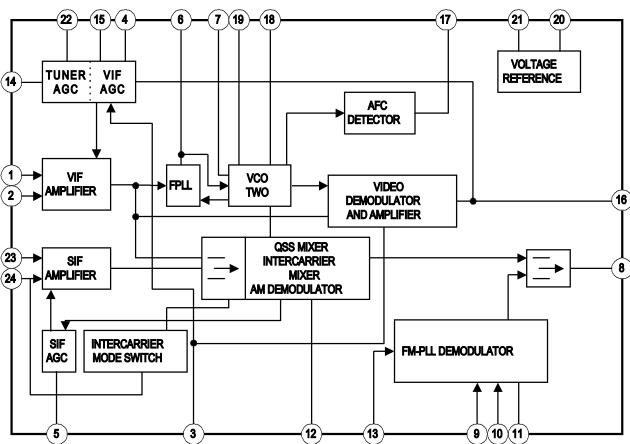 22
15
4
6
7
19
18
17
21
20
14
TUNER
AGC
VIF
AGC
AFC
DETECTOR
VOLTAGE
REFERENCE
1
2
VIF
AMPLIFIER
FPLL
VCO
TWO
VIDEO
DEMODULATOR
AND AMPLIFIER
16
23
24
SIF
AMPLIFIER
QSS MIXER
INTERCARRIER
MIXER
AM DEMODULATOR
8
SIF
AGC
INTERCARRIER
MODE SWITCH
FM-PLL DEMODULATOR
5
3
12
13
9
10
11